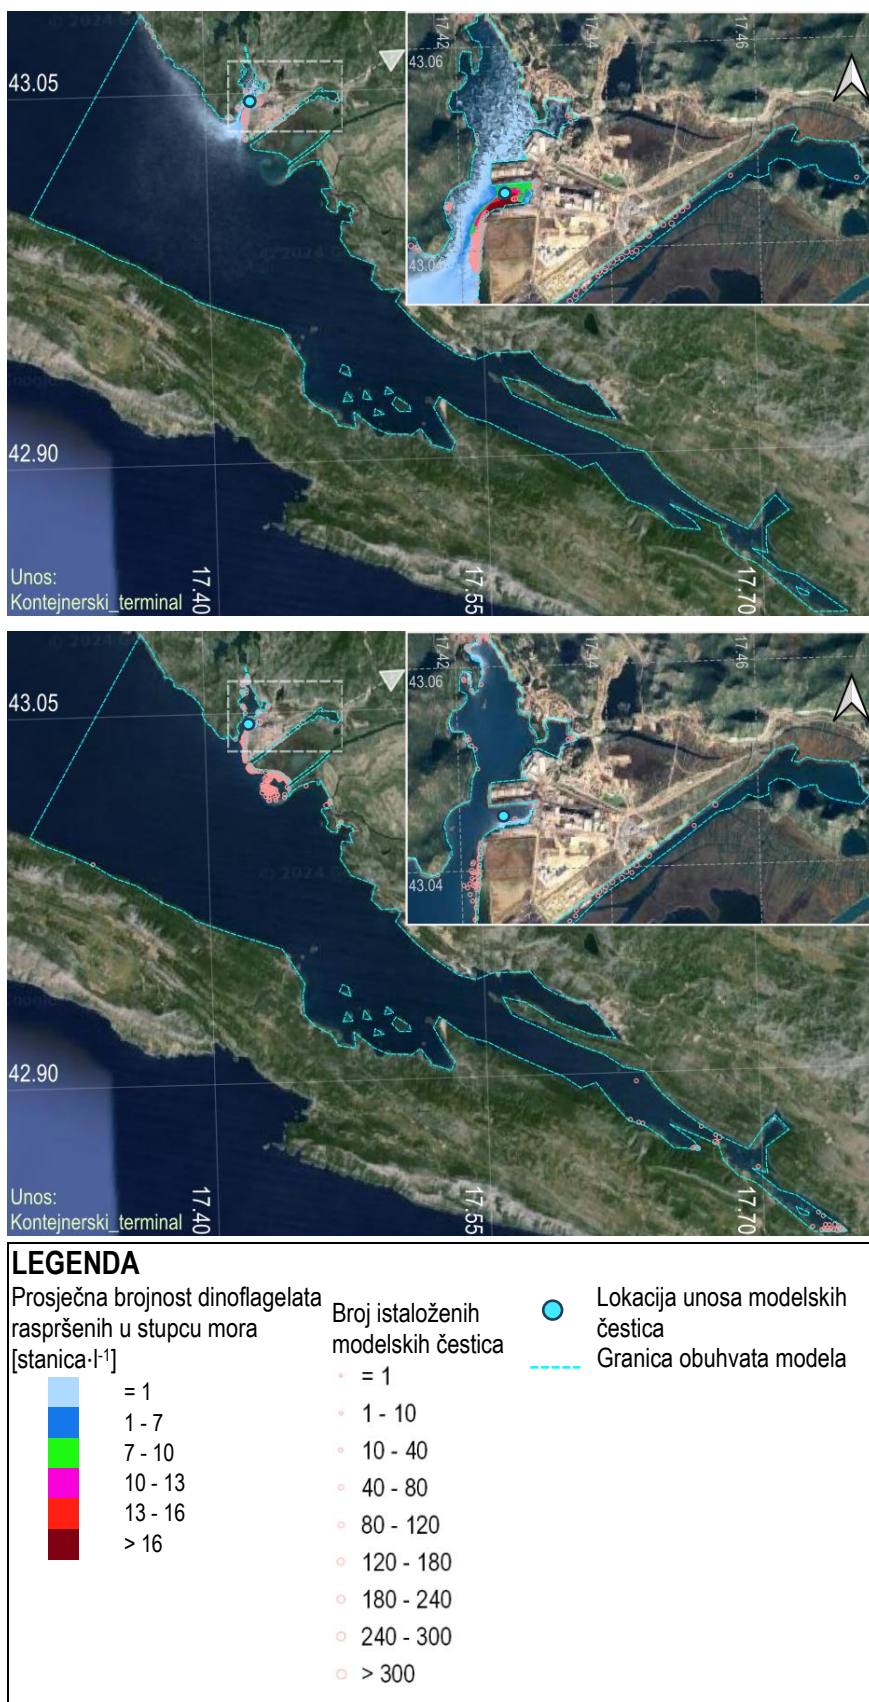 © 2024 G
17.42
17.44
17.46
43.06
43.05
43.04
42.90
17.40
17.55
17.70
Unos:
Kontejnerski_terminal
17.42
17.44
17.46
43.06
43.05
43.04
© 2024 G
42.90
17.40
17.55
17.70
Unos:
Kontejnerski_terminal
LEGENDA
Prosječna brojnost dinoflagelata
raspršenih u stupcu mora
[stanica·l-1]
= 1
1 - 7
7 - 10
10 - 13
13 - 16
> 16
Broj istaloženih
modelskih čestica
= 1
1 - 10
10 - 40
40 - 80
80 - 120
120 - 180
180 - 240
240 - 300
> 300
Lokacija unosa modelskih
čestica
Granica obuhvata modela